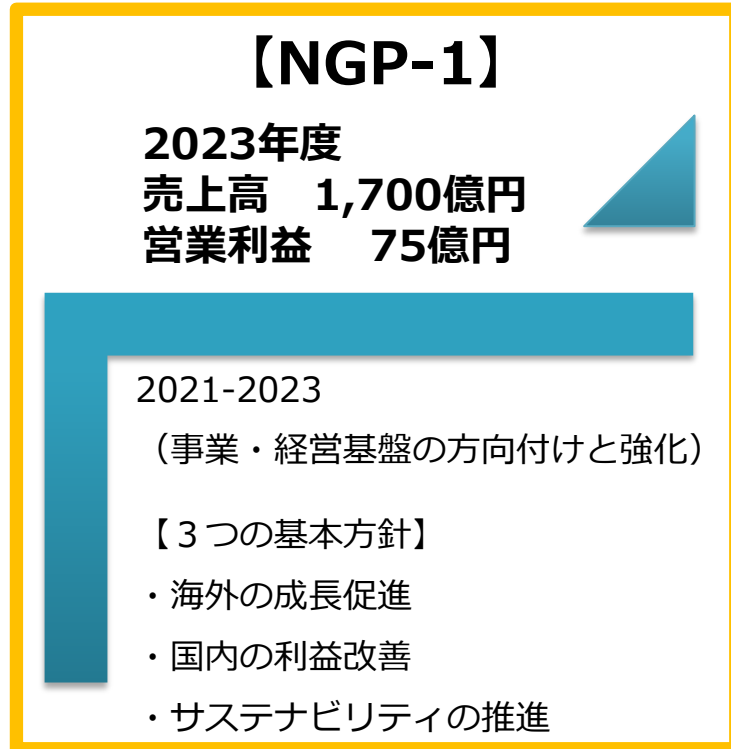 【NGP-1】
2023年度
売上高　1,700億円
営業利益　 75億円
2021-2023
（事業・経営基盤の方向付けと強化）
【３つの基本方針】
・海外の成長促進
・国内の利益改善
・サステナビリティの推進